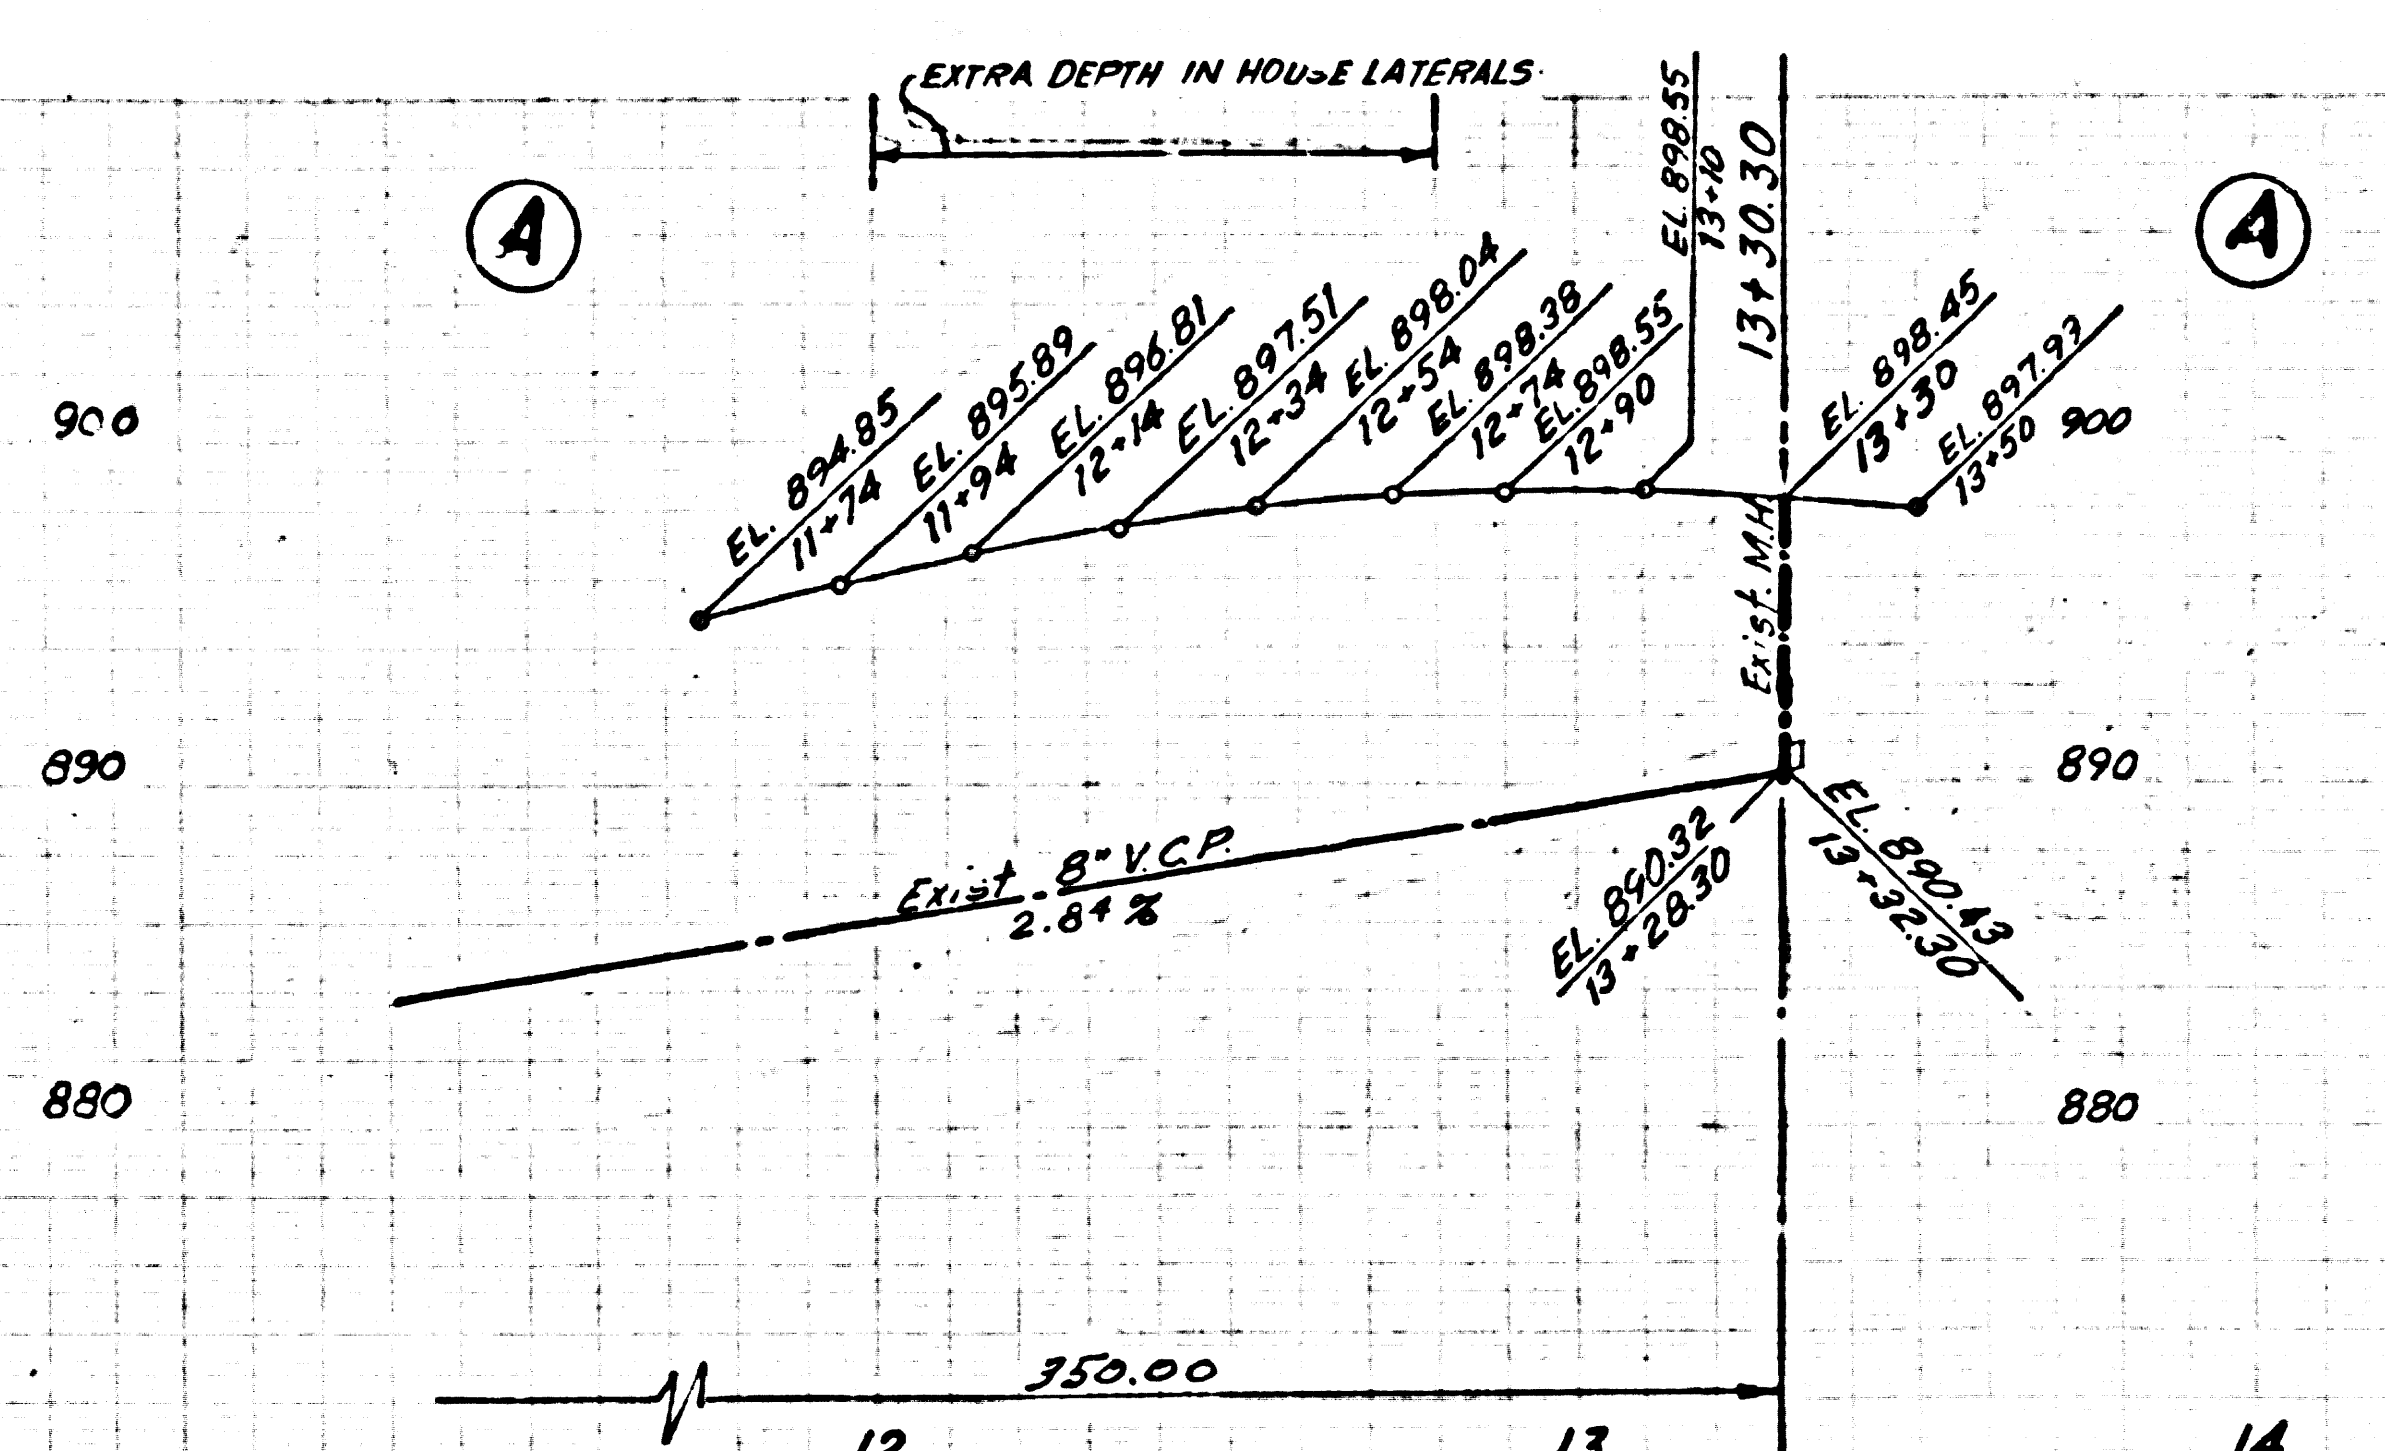 EXTRA DEPTH IN HOUSE LATERALS
A
A
EL. 894.85
11+74
EL. 895.89
11+94
EL. 896.81
12+14
EL. 897.51
12+34
EL. 898.04
12+54
EL. 898.38
12+74
EL. 898.55
12+90
EL. 898.55
13+10
13+30.30
EL. 898.45
13+30
EL. 897.93
13+50
900
900
Exist. M.H.
890
890
Exist. 8" V.C.P.
2.84 %
EL. 890.32
13+28.30
EL. 890.43
13+32.30
880
880
350.00
12
13
14